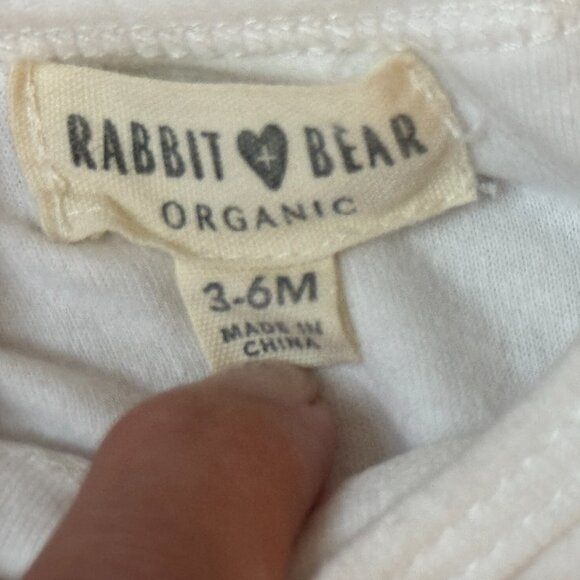 RABBIT + BEAR
ORGANIC
3-6M
MADE IN
CHINA